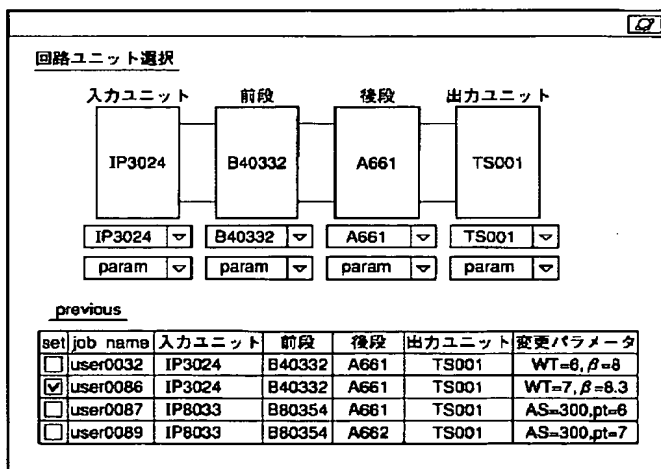 回路ユニット選択
入力ユニット 前段 後段 出力ユニット
IP3024 B40332 A661 TS001
IP3024 B40332 A661 TS001
param param param param
previous
set job name 入力ユニット 前段 後段 出力ユニット 変更パラメータ
user0032 IP3024 B40332 A661 TS001 WT=6,β=8
user0086 IP3024 B40332 A661 TS001 WT=7,β=8.3
user0087 IP8033 B80354 A661 TS001 AS=300,pt=6
user0089 IP8033 B80354 A662 TS001 AS=300,pt=7